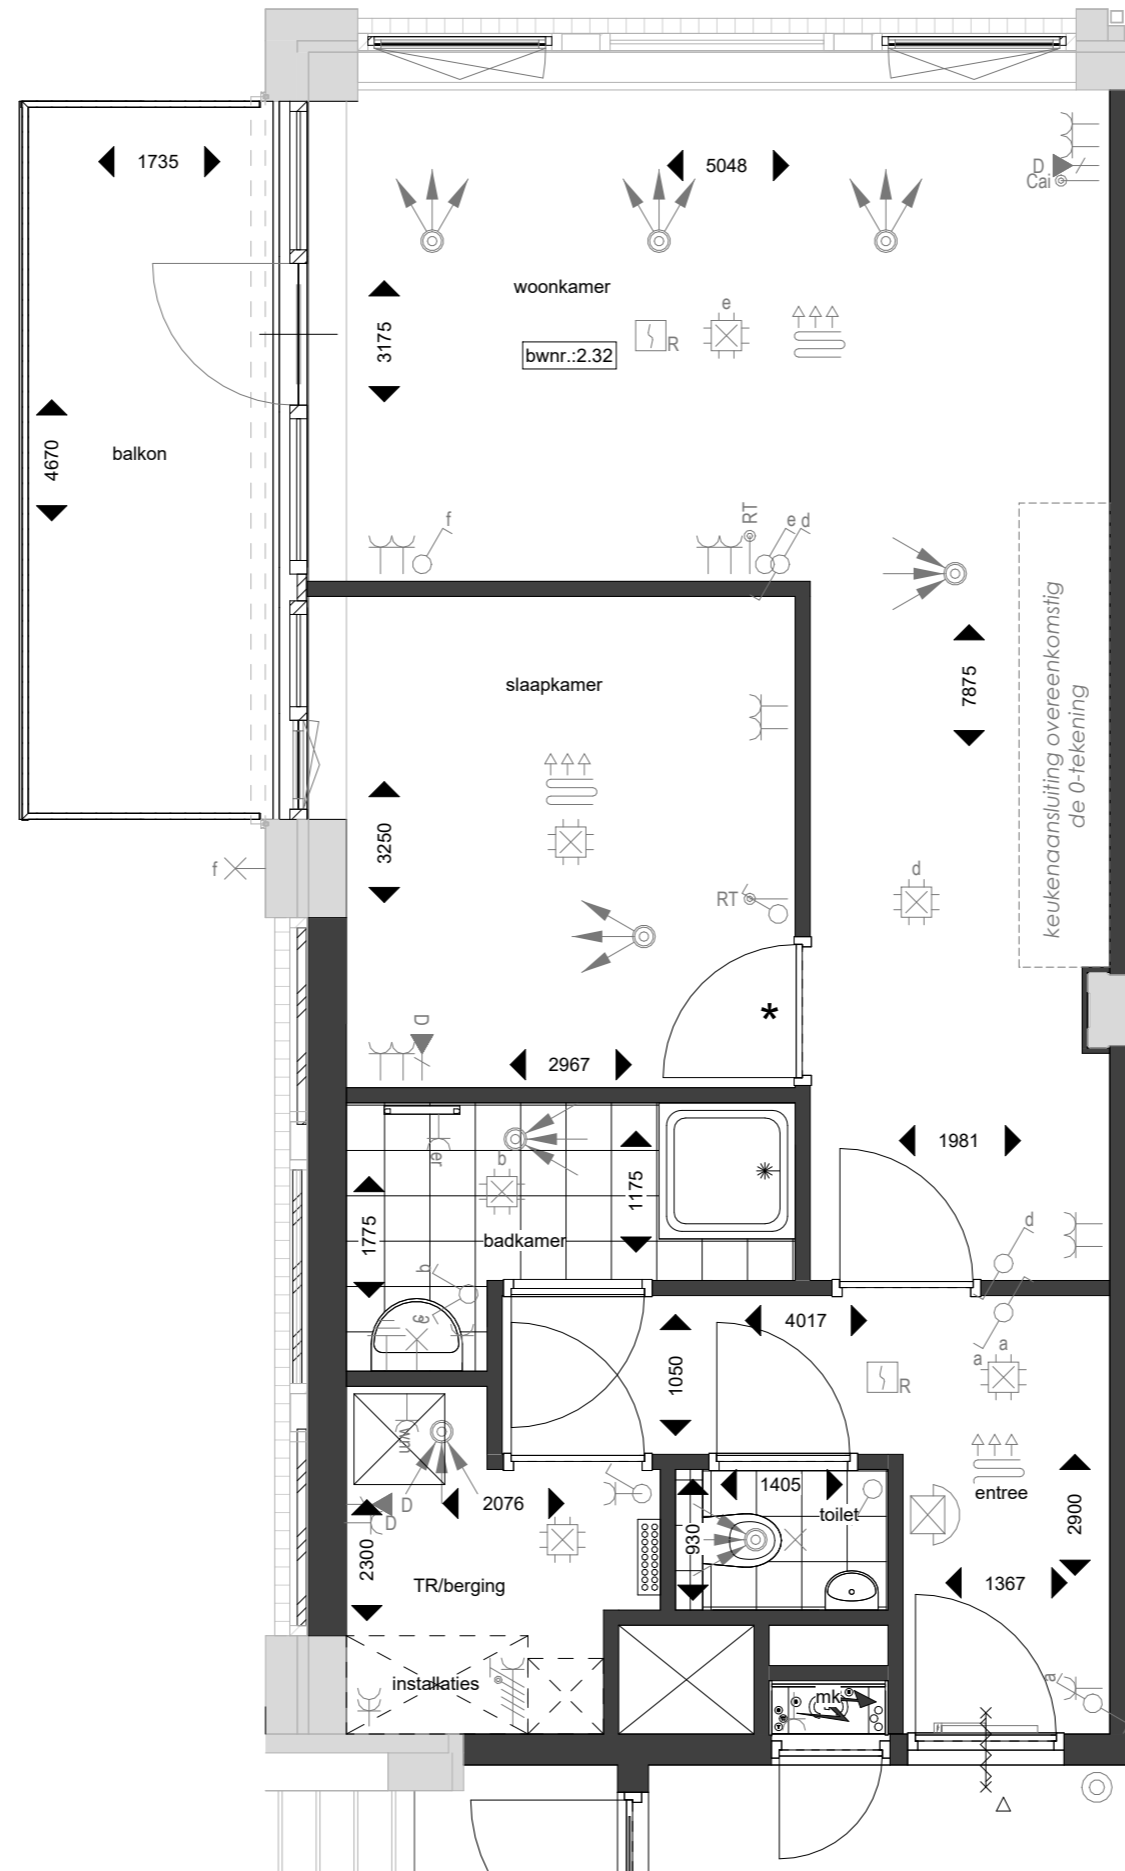 1735
5048
D
Cai
woonkamer
e
R
3175
bwnr.:2.32
4670
balkon
f
RT
e d
keukenaansluiting overeenkomstig
de 0-tekening
7875
slaapkamer
3250
f
d
RT
D
*
2967
1981
er
b
1175
1775
badkamer
d
b
a
4017
1050
a a
R
wm
D
D
2076
1405
toilet
entree
2900
930
2300
TR/berging
1367
installaties
mk
a